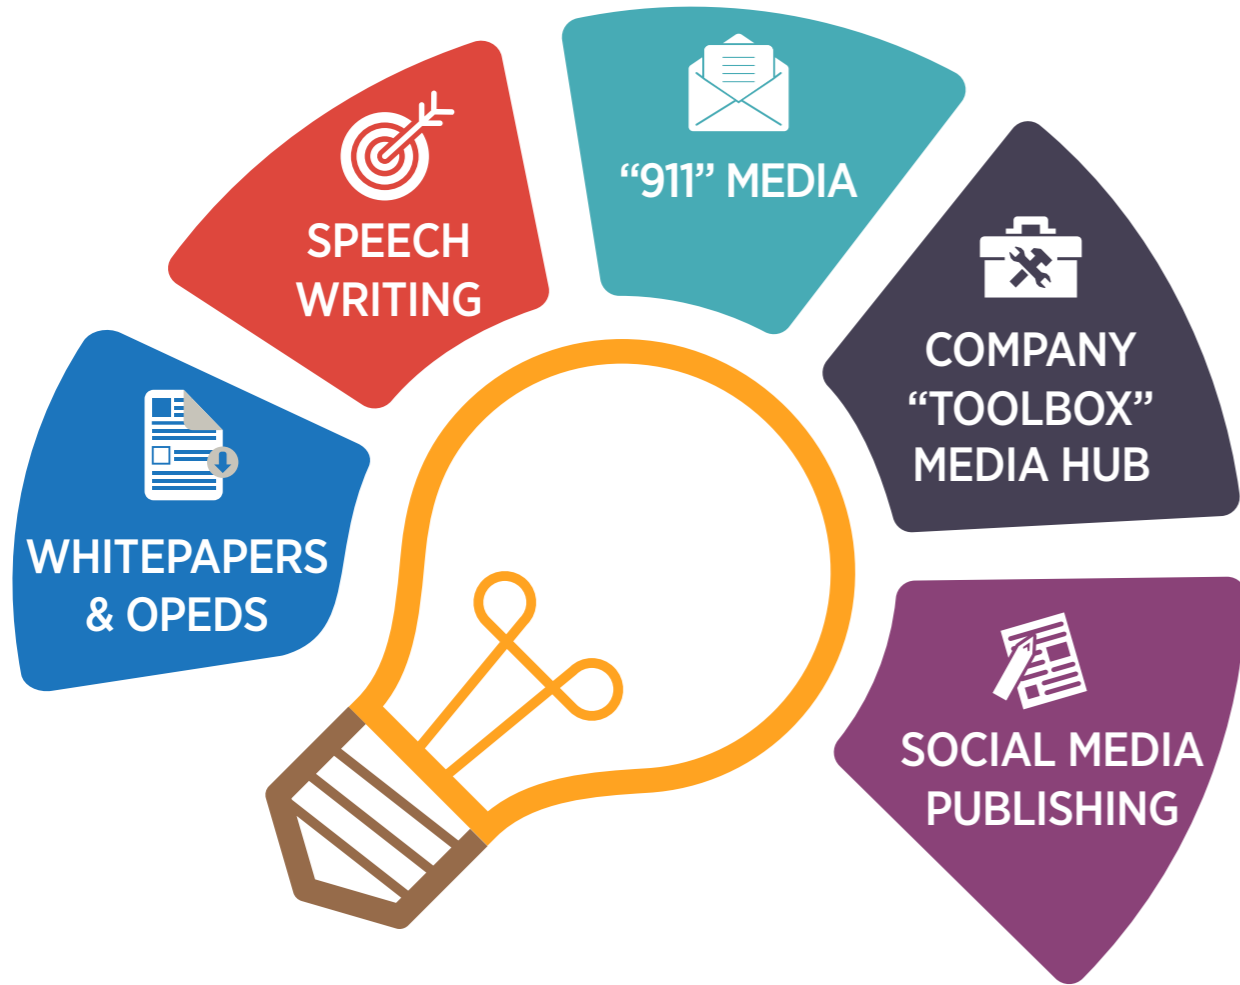 WHITEPAPERS
& OPEDS
SPEECH
WRITING
“911” MEDIA
COMPANY
“TOOLBOX”
MEDIA HUB
SOCIAL MEDIA
PUBLISHING